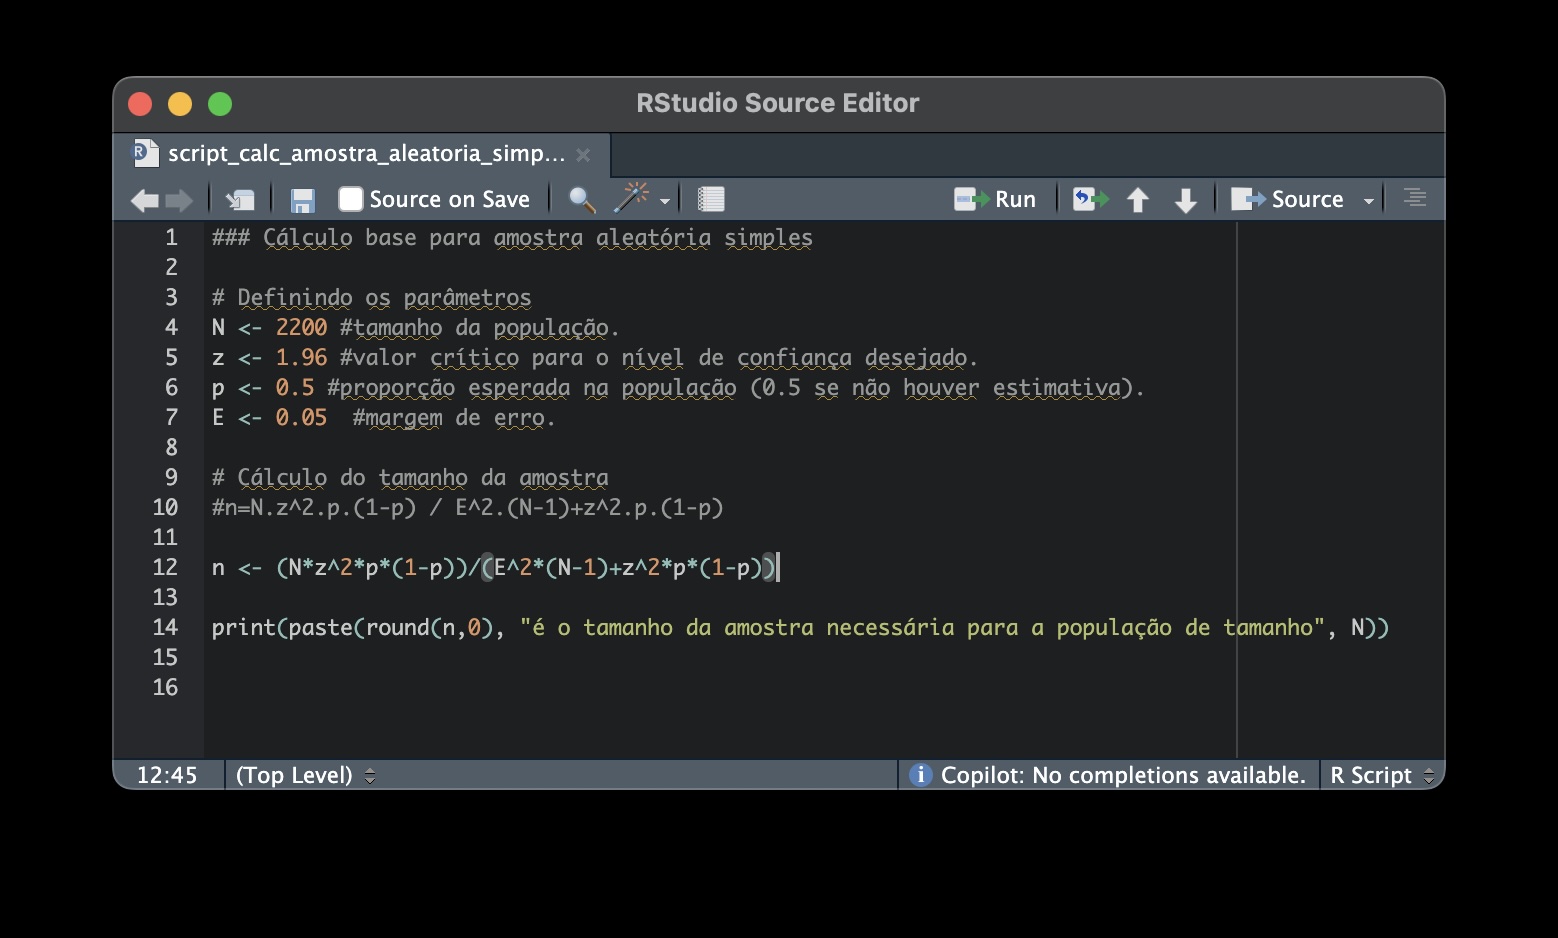 RStudio Source Editor
script_calc_amostra_aleatoria_simp...
Source on Save
Run
Source
1 ### Cálculo base para amostra aleatória simples
2
3 # Definindo os parâmetros
4 N <- 2200 #tamanho da população.
5 z <- 1.96 #valor crítico para o nível de confiança desejado.
6 p <- 0.5 #proporção esperada na população (0.5 se não houver estimativa).
7 E <- 0.05  #margem de erro.
8
9 # Cálculo do tamanho da amostra
10 #n=N.z^2.p.(1-p) / E^2.(N-1)+z^2.p.(1-p)
11
12 n <- (N*z^2*p*(1-p))/(E^2*(N-1)+z^2*p*(1-p))
13
14 print(paste(round(n,0), "é o tamanho da amostra necessária para a população de tamanho", N))
15
16
12:45 (Top Level) Copilot: No completions available. R Script